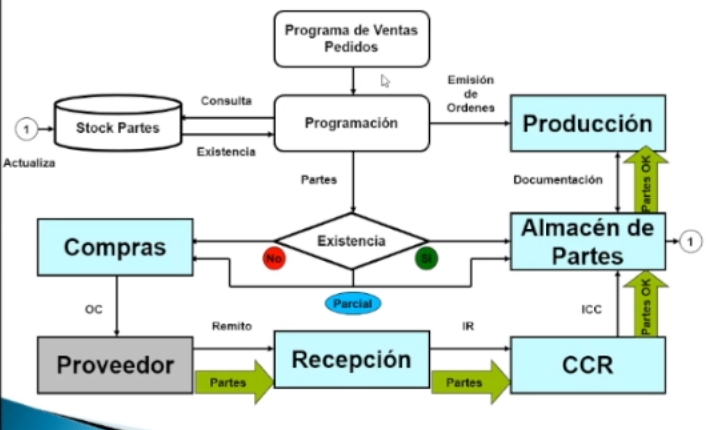 Programa de Ventas
Pedidos
Emisión
de
Ordenes
Consulta
1
Stock Partes
Programación
Producción
Existencia
Actualiza
Partes
Documentación
Partes OK
Compras
Existencia
No
Si
Almacén de
Partes
1
Parcial
OC
Remito
IR
ICC
Partes OK
Proveedor
Recepción
CCR
Partes
Partes